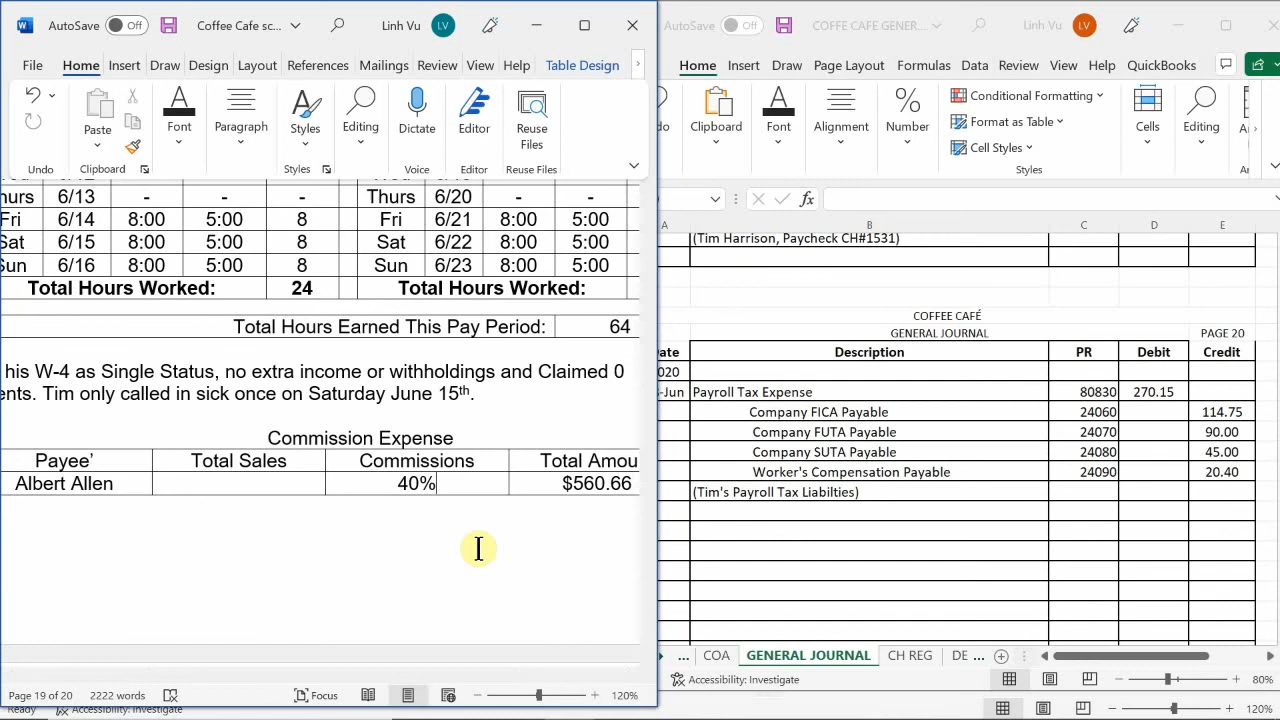 AutoSave Off Coffee Cafe sc... Linh Vu LV
File Home Insert Draw Design Layout References Mailings Review View Help Table Design
Paste Font Paragraph Styles Editing Dictate Editor Reuse Files
Undo Clipboard Styles Voice Editor Reuse Files
hurs 6/13 - - - Thurs 6/20 - -
Fri 6/14 8:00 5:00 8 Fri 6/21 8:00 5:00
Sat 6/15 8:00 5:00 8 Sat 6/22 8:00 5:00
Sun 6/16 8:00 5:00 8 Sun 6/23 8:00 5:00
Total Hours Worked: 24 Total Hours Worked:
Total Hours Earned This Pay Period: 64
his W-4 as Single Status, no extra income or withholdings and Claimed 0
ents. Tim only called in sick once on Saturday June 15th.
Commission Expense
Payee’ Total Sales Commissions Total Amou
Albert Allen 40% $560.66
Page 19 of 20 2222 words Focus 120%
Ready Accessibility: Investigate 120%
AutoSave Off COFFE CAFE GENER... Linh Vu LV
Home Insert Draw Page Layout Formulas Data Review View Help QuickBooks
do Clipboard Font Alignment Number Conditional Formatting Format as Table Cell Styles Cells Editing
Styles
fx
A B C D E
(Tim Harrison, Paycheck CH#1531)
COFFEE CAFÉ
GENERAL JOURNAL PAGE 20
ate Description PR Debit Credit
020
-Jun Payroll Tax Expense 80830 270.15
Company FICA Payable 24060 114.75
Company FUTA Payable 24070 90.00
Company SUTA Payable 24080 45.00
Worker's Compensation Payable 24090 20.40
(Tim's Payroll Tax Liabilties)
... COA GENERAL JOURNAL CH REG DE ...
Accessibility: Investigate 80%